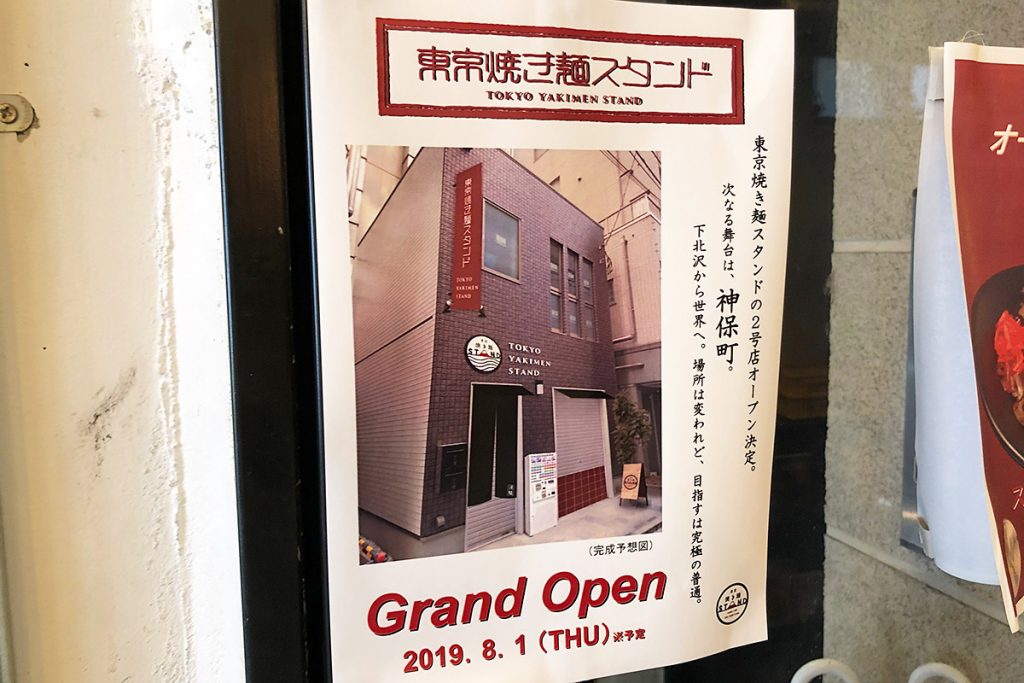 東京焼き麺スタンド
TOKYO YAKIMEN STAND
東京焼き麺スタンドの2号店オープン決定。
次なる舞台は、神保町。
下北沢から世界へ。場所は変われど、目指すは究極の普通。
東京焼き麺スタンド
TOKYO
YAKIMEN
STAND
STAND
TOKYO
YAKIMEN
STAND
(完成予想図)
Grand Open
2019. 8. 1 (THU) ※予定
STAND
オー